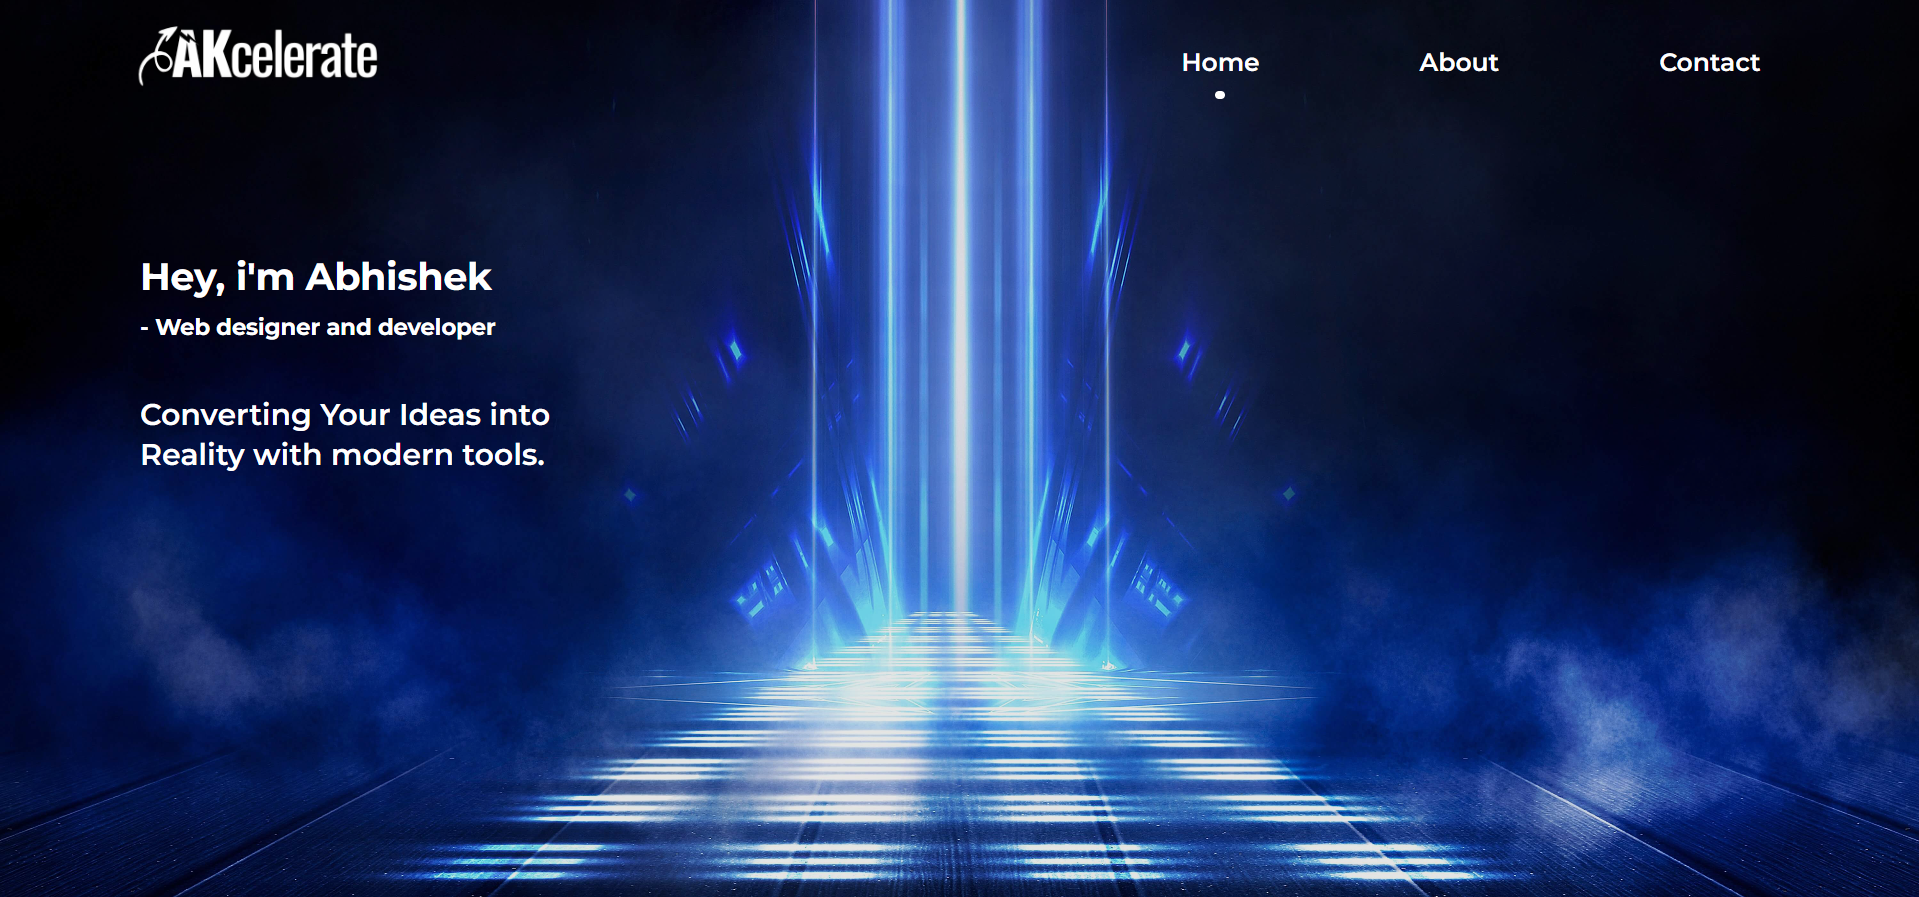 AKcelerate
Home
About
Contact
Hey, i'm Abhishek
- Web designer and developer
Converting Your Ideas into
Reality with modern tools.